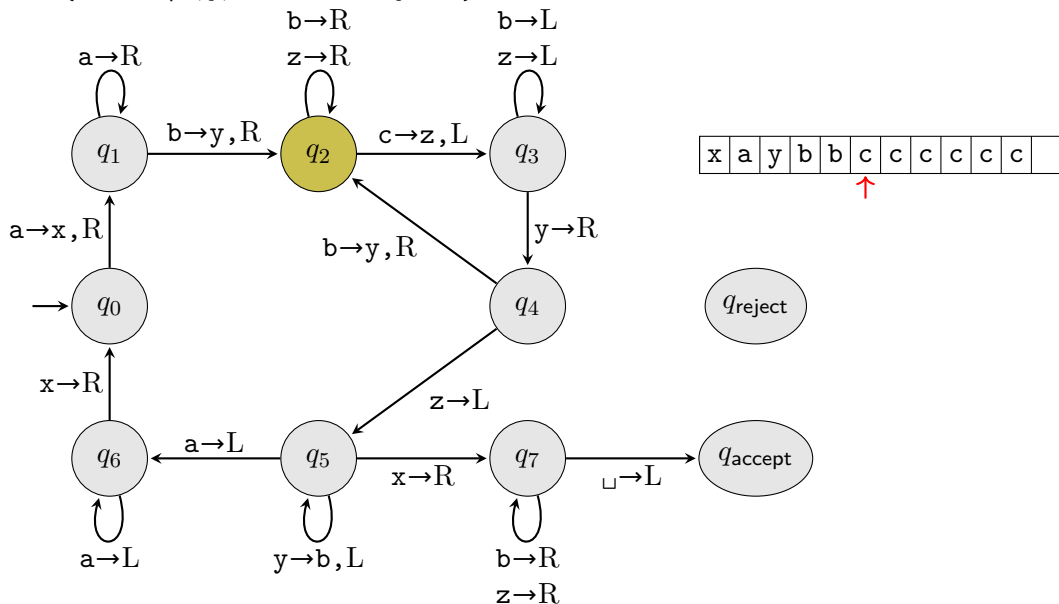 b→R
b→L
a→R
z→R
z→L
q1
b→y,R
q2
c→z,L
q3
x a y b b c c c c c c
a→x,R
b→y,R
y→R
q0
q4
qreject
x→R
z→L
q6
a→L
q5
x→R
q7
␣→L
qaccept
a→L
y→b,L
b→R
z→R